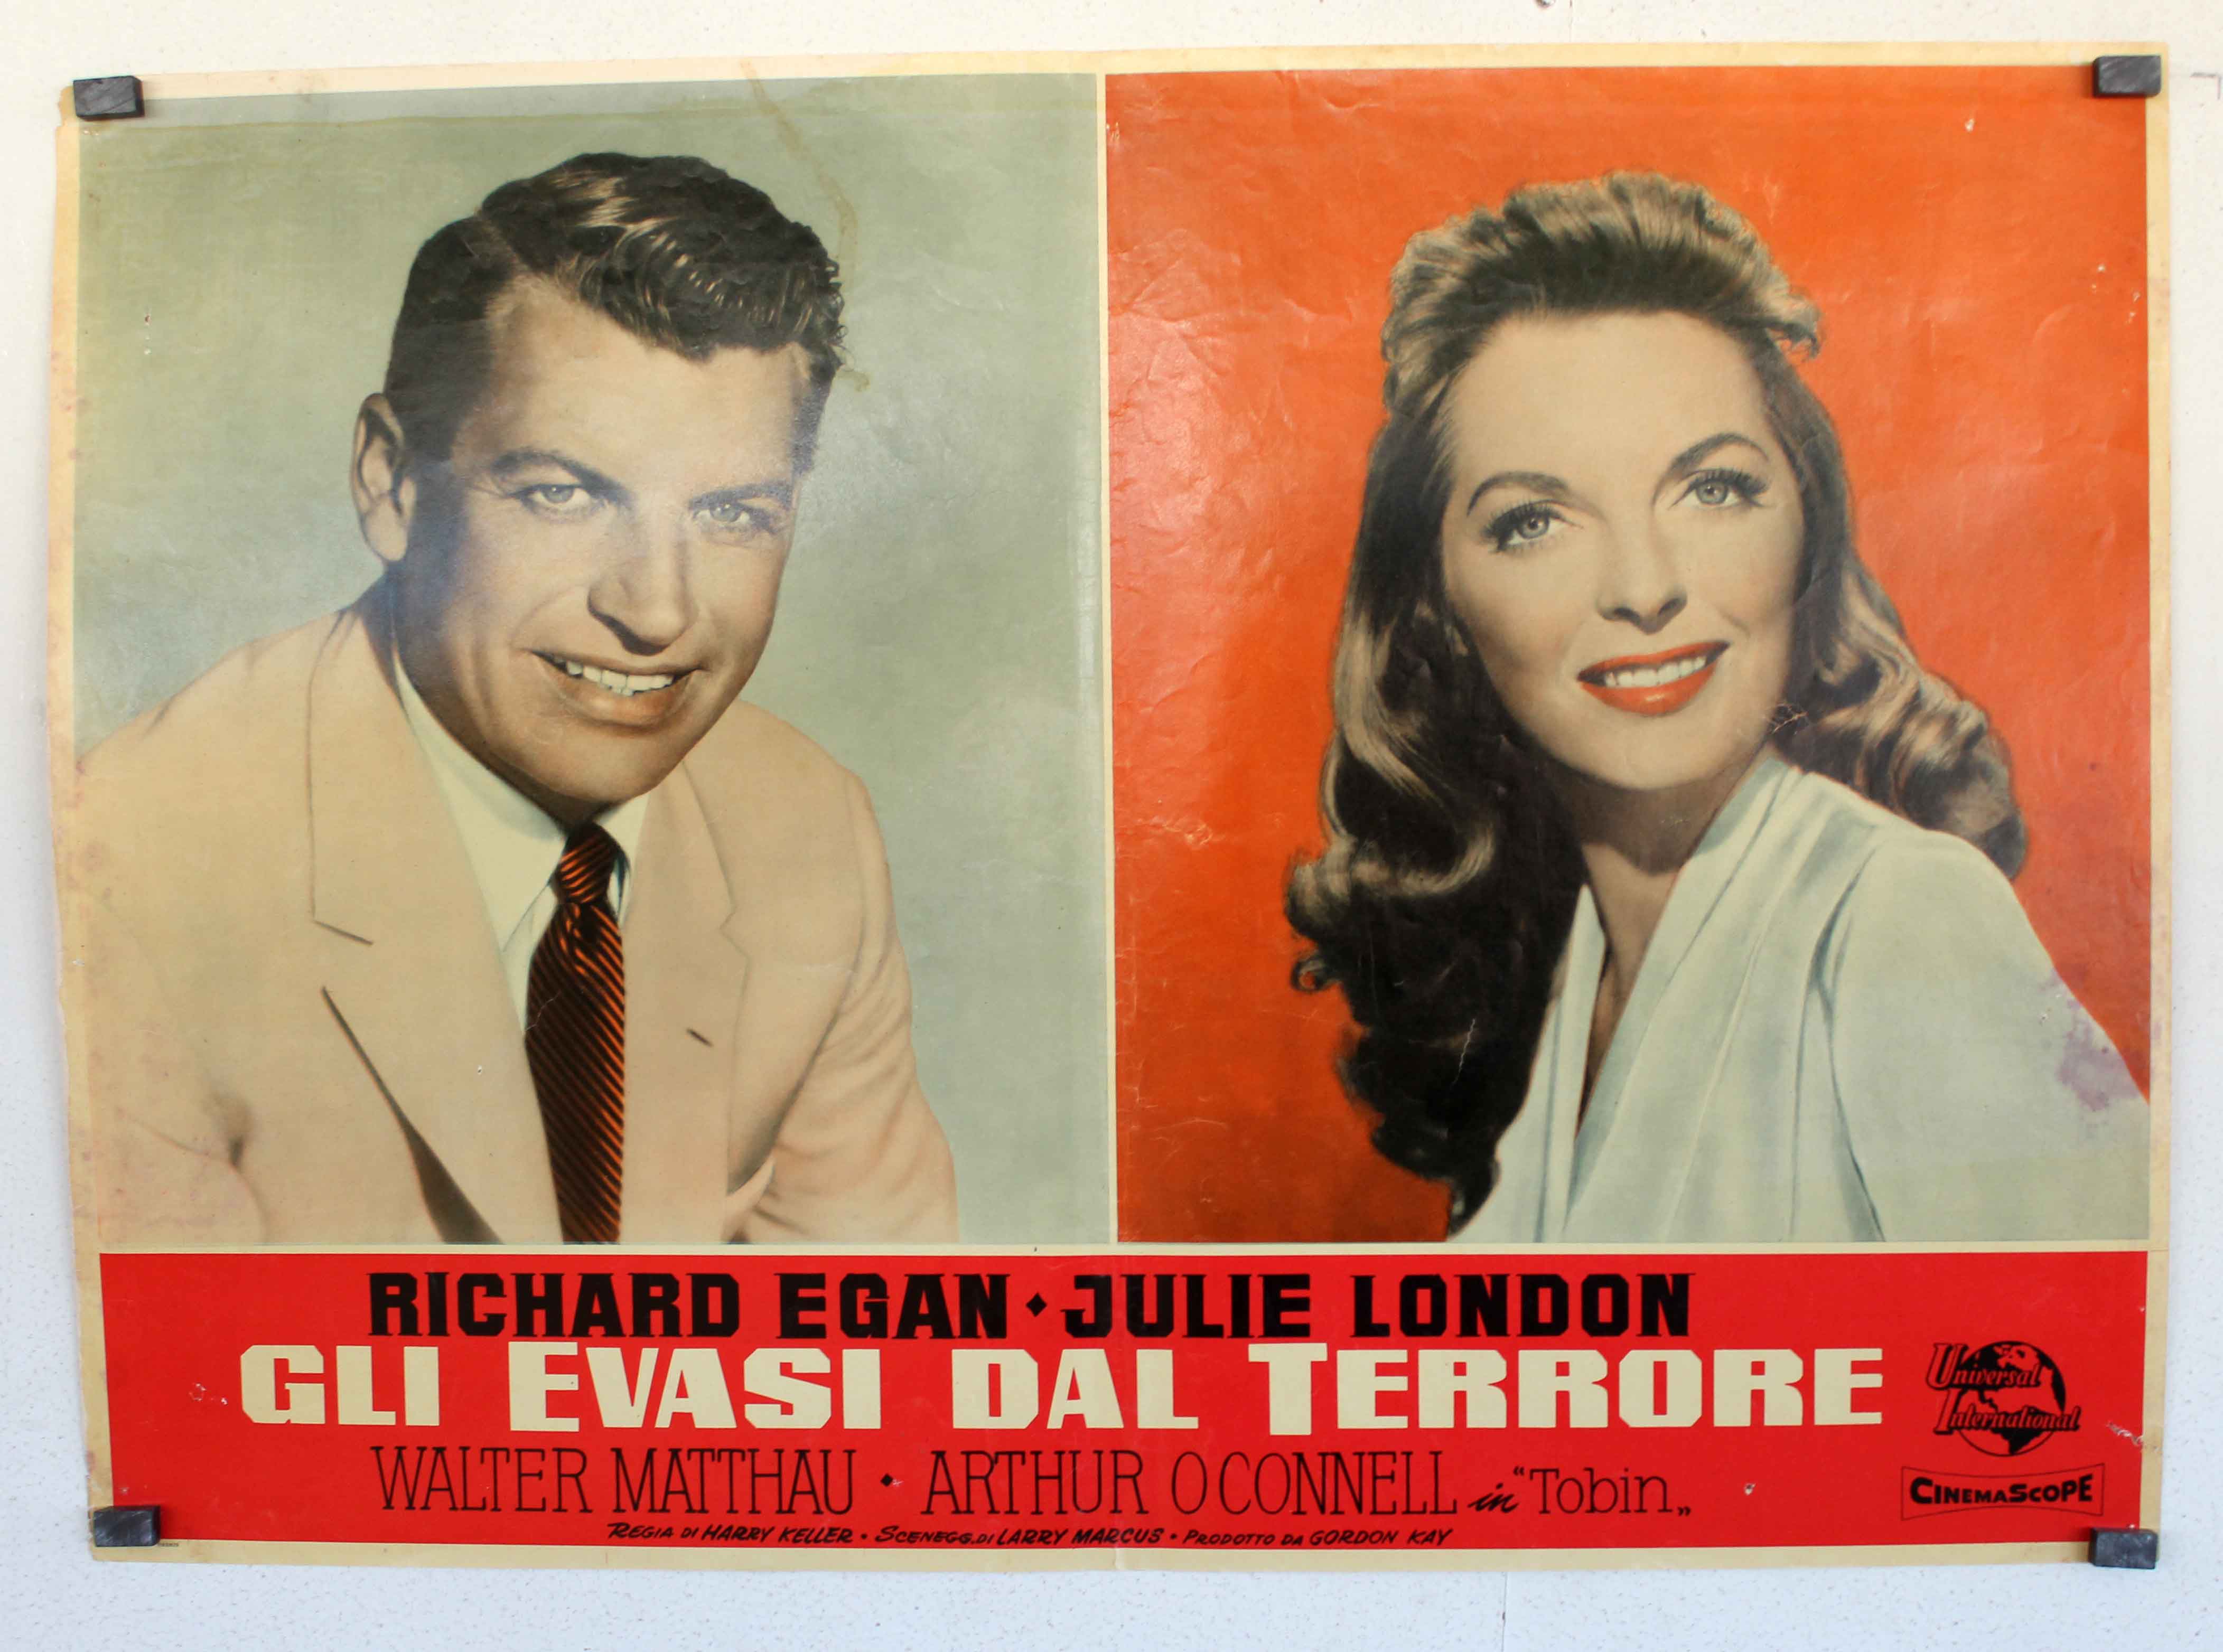 RICHARD EGAN • JULIE LONDON
GLI EVASI DAL TERRORE
WALTER MATTHAU • ARTHUR O CONNELL in "Tobin„
REGIA DI HARRY KELLER • SCENEGG. DI LARRY MARCUS • PRODOTTO DA GORDON KAY
Universal
International
CINEMASCOPE